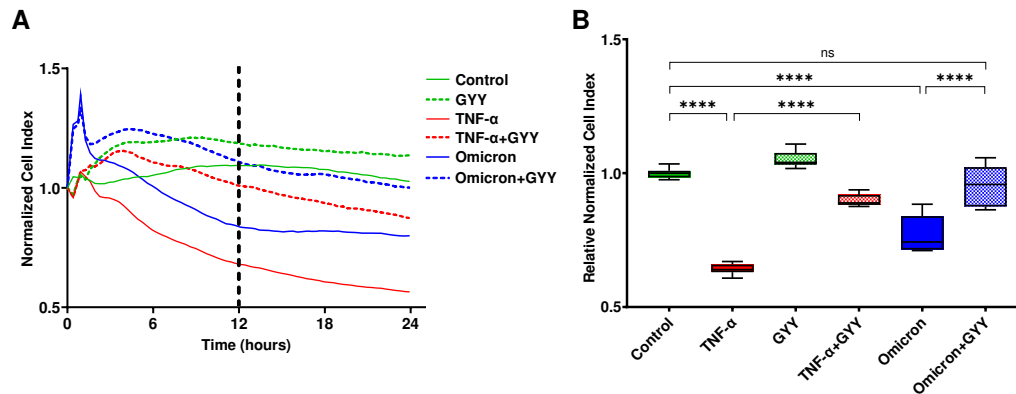 A
Normalized Cell Index
1.5
1.0
0.5
0
6
12
18
24
Time (hours)
Control
GYY
TNF-α
TNF-α+GYY
Omicron
Omicron+GYY
B
Relative Normalized Cell Index
1.5
1.0
0.5
ns
****
****
****
****
Control
TNF-α
GYY
TNF-α+GYY
Omicron
Omicron+GYY